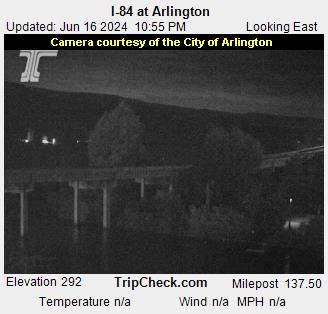 I-84 at Arlington
Updated: Jun 16 2024 10:55 PM Looking East
Camera courtesy of the City of Arlington
Elevation 292 TripCheck.com Milepost 137.50
Temperature n/a Wind n/a MPH n/a